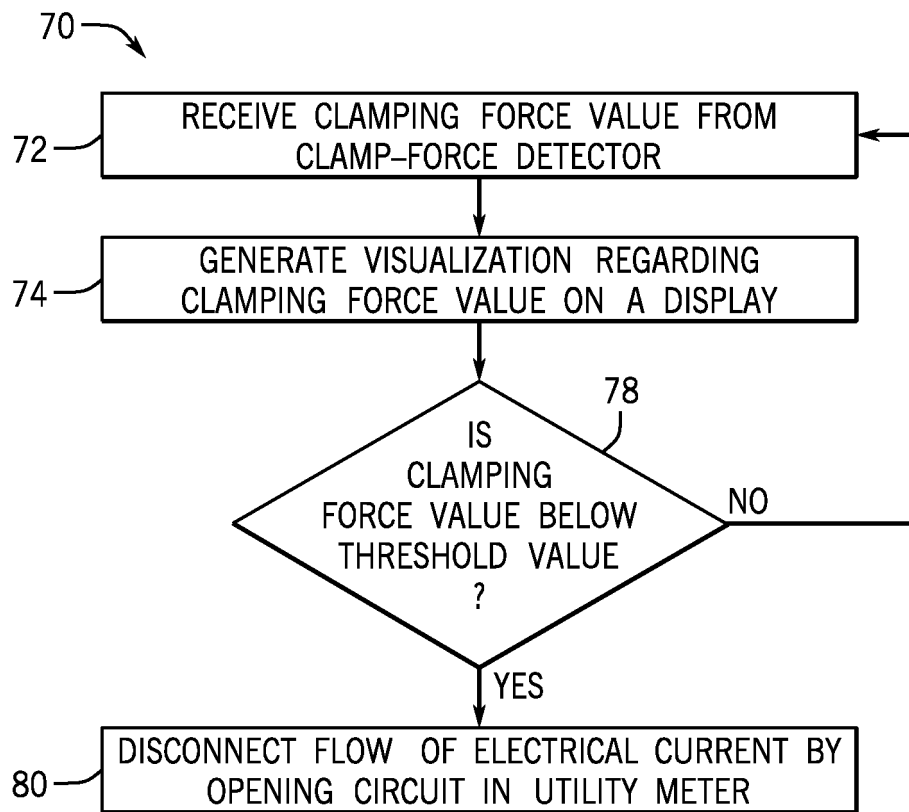 70
72
RECEIVE CLAMPING FORCE VALUE FROM
CLAMP–FORCE DETECTOR
74
GENERATE VISUALIZATION REGARDING
CLAMPING FORCE VALUE ON A DISPLAY
78
IS
CLAMPING
FORCE VALUE BELOW
THRESHOLD VALUE
?
NO
YES
80
DISCONNECT FLOW OF ELECTRICAL CURRENT BY
OPENING CIRCUIT IN UTILITY METER